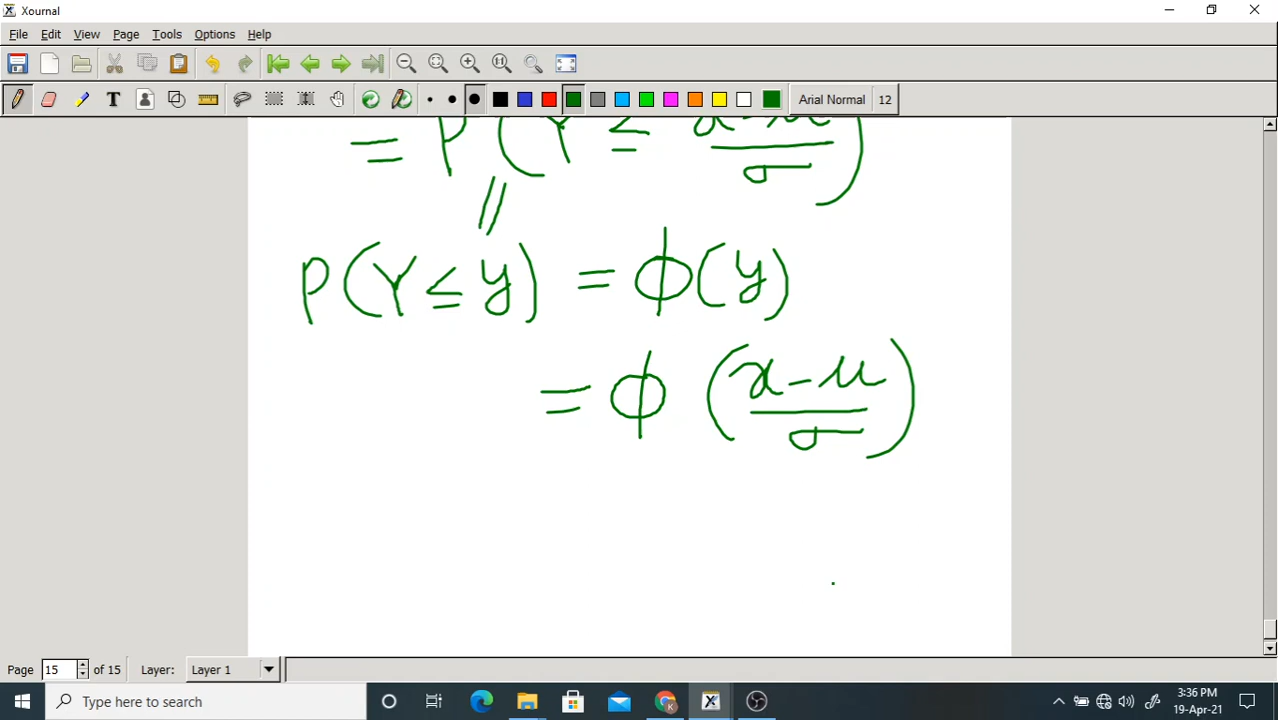 Xournal
File Edit View Page Tools Options Help
Arial Normal 12
= P(Y ≤ x-μ/σ)
//
P(Y ≤ y) = φ(y)
= φ (x-μ/σ)
Page 15 of 15 Layer: Layer 1
Type here to search
3:36 PM
19-Apr-21